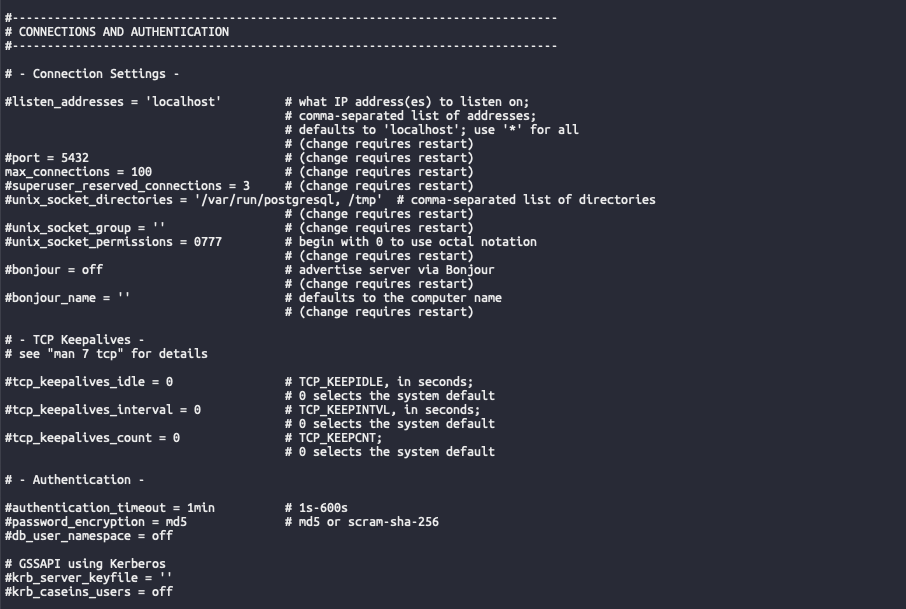 #------------------------------------------------------------------------------
# CONNECTIONS AND AUTHENTICATION
#------------------------------------------------------------------------------

# - Connection Settings -

#listen_addresses = 'localhost'         # what IP address(es) to listen on;
                                        # comma-separated list of addresses;
                                        # defaults to 'localhost'; use '*' for all
                                        # (change requires restart)
#port = 5432                            # (change requires restart)
max_connections = 100                   # (change requires restart)
#superuser_reserved_connections = 3     # (change requires restart)
#unix_socket_directories = '/var/run/postgresql, /tmp'  # comma-separated list of directories
                                        # (change requires restart)
#unix_socket_group = ''                 # (change requires restart)
#unix_socket_permissions = 0777         # begin with 0 to use octal notation
                                        # (change requires restart)
#bonjour = off                          # advertise server via Bonjour
                                        # (change requires restart)
#bonjour_name = ''                      # defaults to the computer name
                                        # (change requires restart)

# - TCP Keepalives -
# see "man 7 tcp" for details

#tcp_keepalives_idle = 0                # TCP_KEEPIDLE, in seconds;
                                        # 0 selects the system default
#tcp_keepalives_interval = 0            # TCP_KEEPINTVL, in seconds;
                                        # 0 selects the system default
#tcp_keepalives_count = 0               # TCP_KEEPCNT;
                                        # 0 selects the system default

# - Authentication -

#authentication_timeout = 1min          # 1s-600s
#password_encryption = md5              # md5 or scram-sha-256
#db_user_namespace = off

# GSSAPI using Kerberos
#krb_server_keyfile = ''
#krb_caseins_users = off